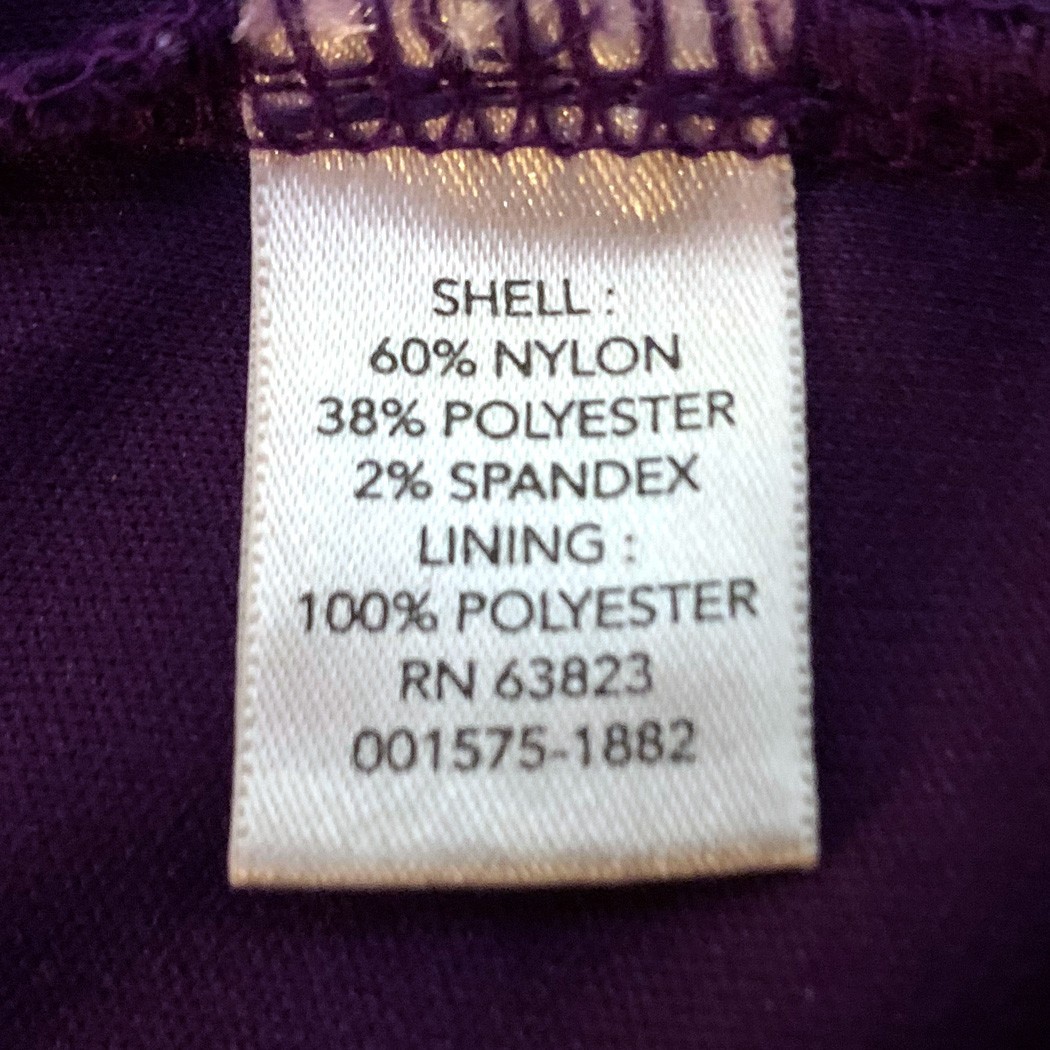 SHELL :
60% NYLON
38% POLYESTER
2% SPANDEX
LINING :
100% POLYESTER
RN 63823
001575-1882